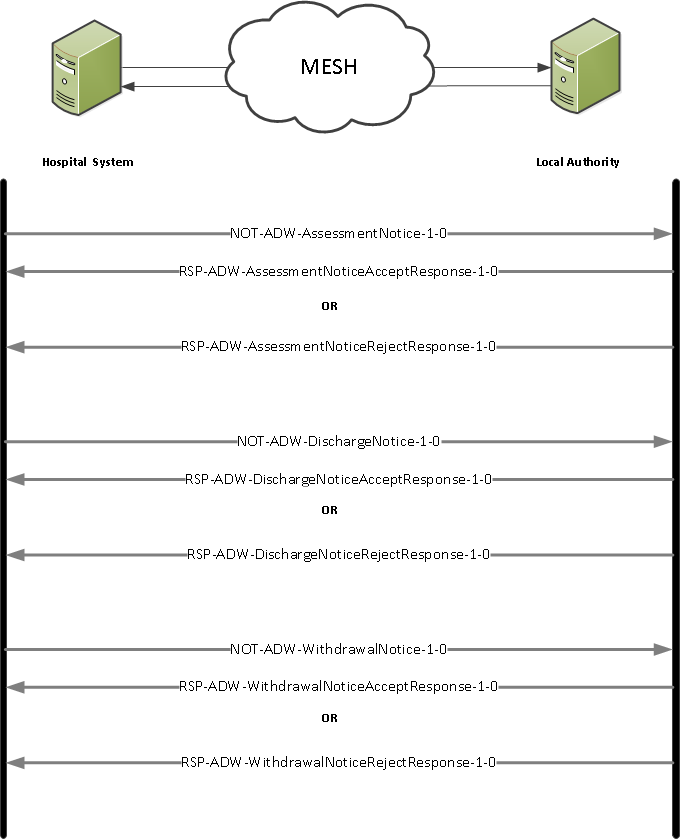 MESH
Hospital System
Local Authority
NOT-ADW-AssessmentNotice-1-0
RSP-ADW-AssessmentNoticeAcceptResponse-1-0
OR
RSP-ADW-AssessmentNoticeRejectResponse-1-0
NOT-ADW-DischargeNotice-1-0
RSP-ADW-DischargeNoticeAcceptResponse-1-0
OR
RSP-ADW-DischargeNoticeRejectResponse-1-0
NOT-ADW-WithdrawalNotice-1-0
RSP-ADW-WithdrawalNoticeAcceptResponse-1-0
OR
RSP-ADW-WithdrawalNoticeRejectResponse-1-0